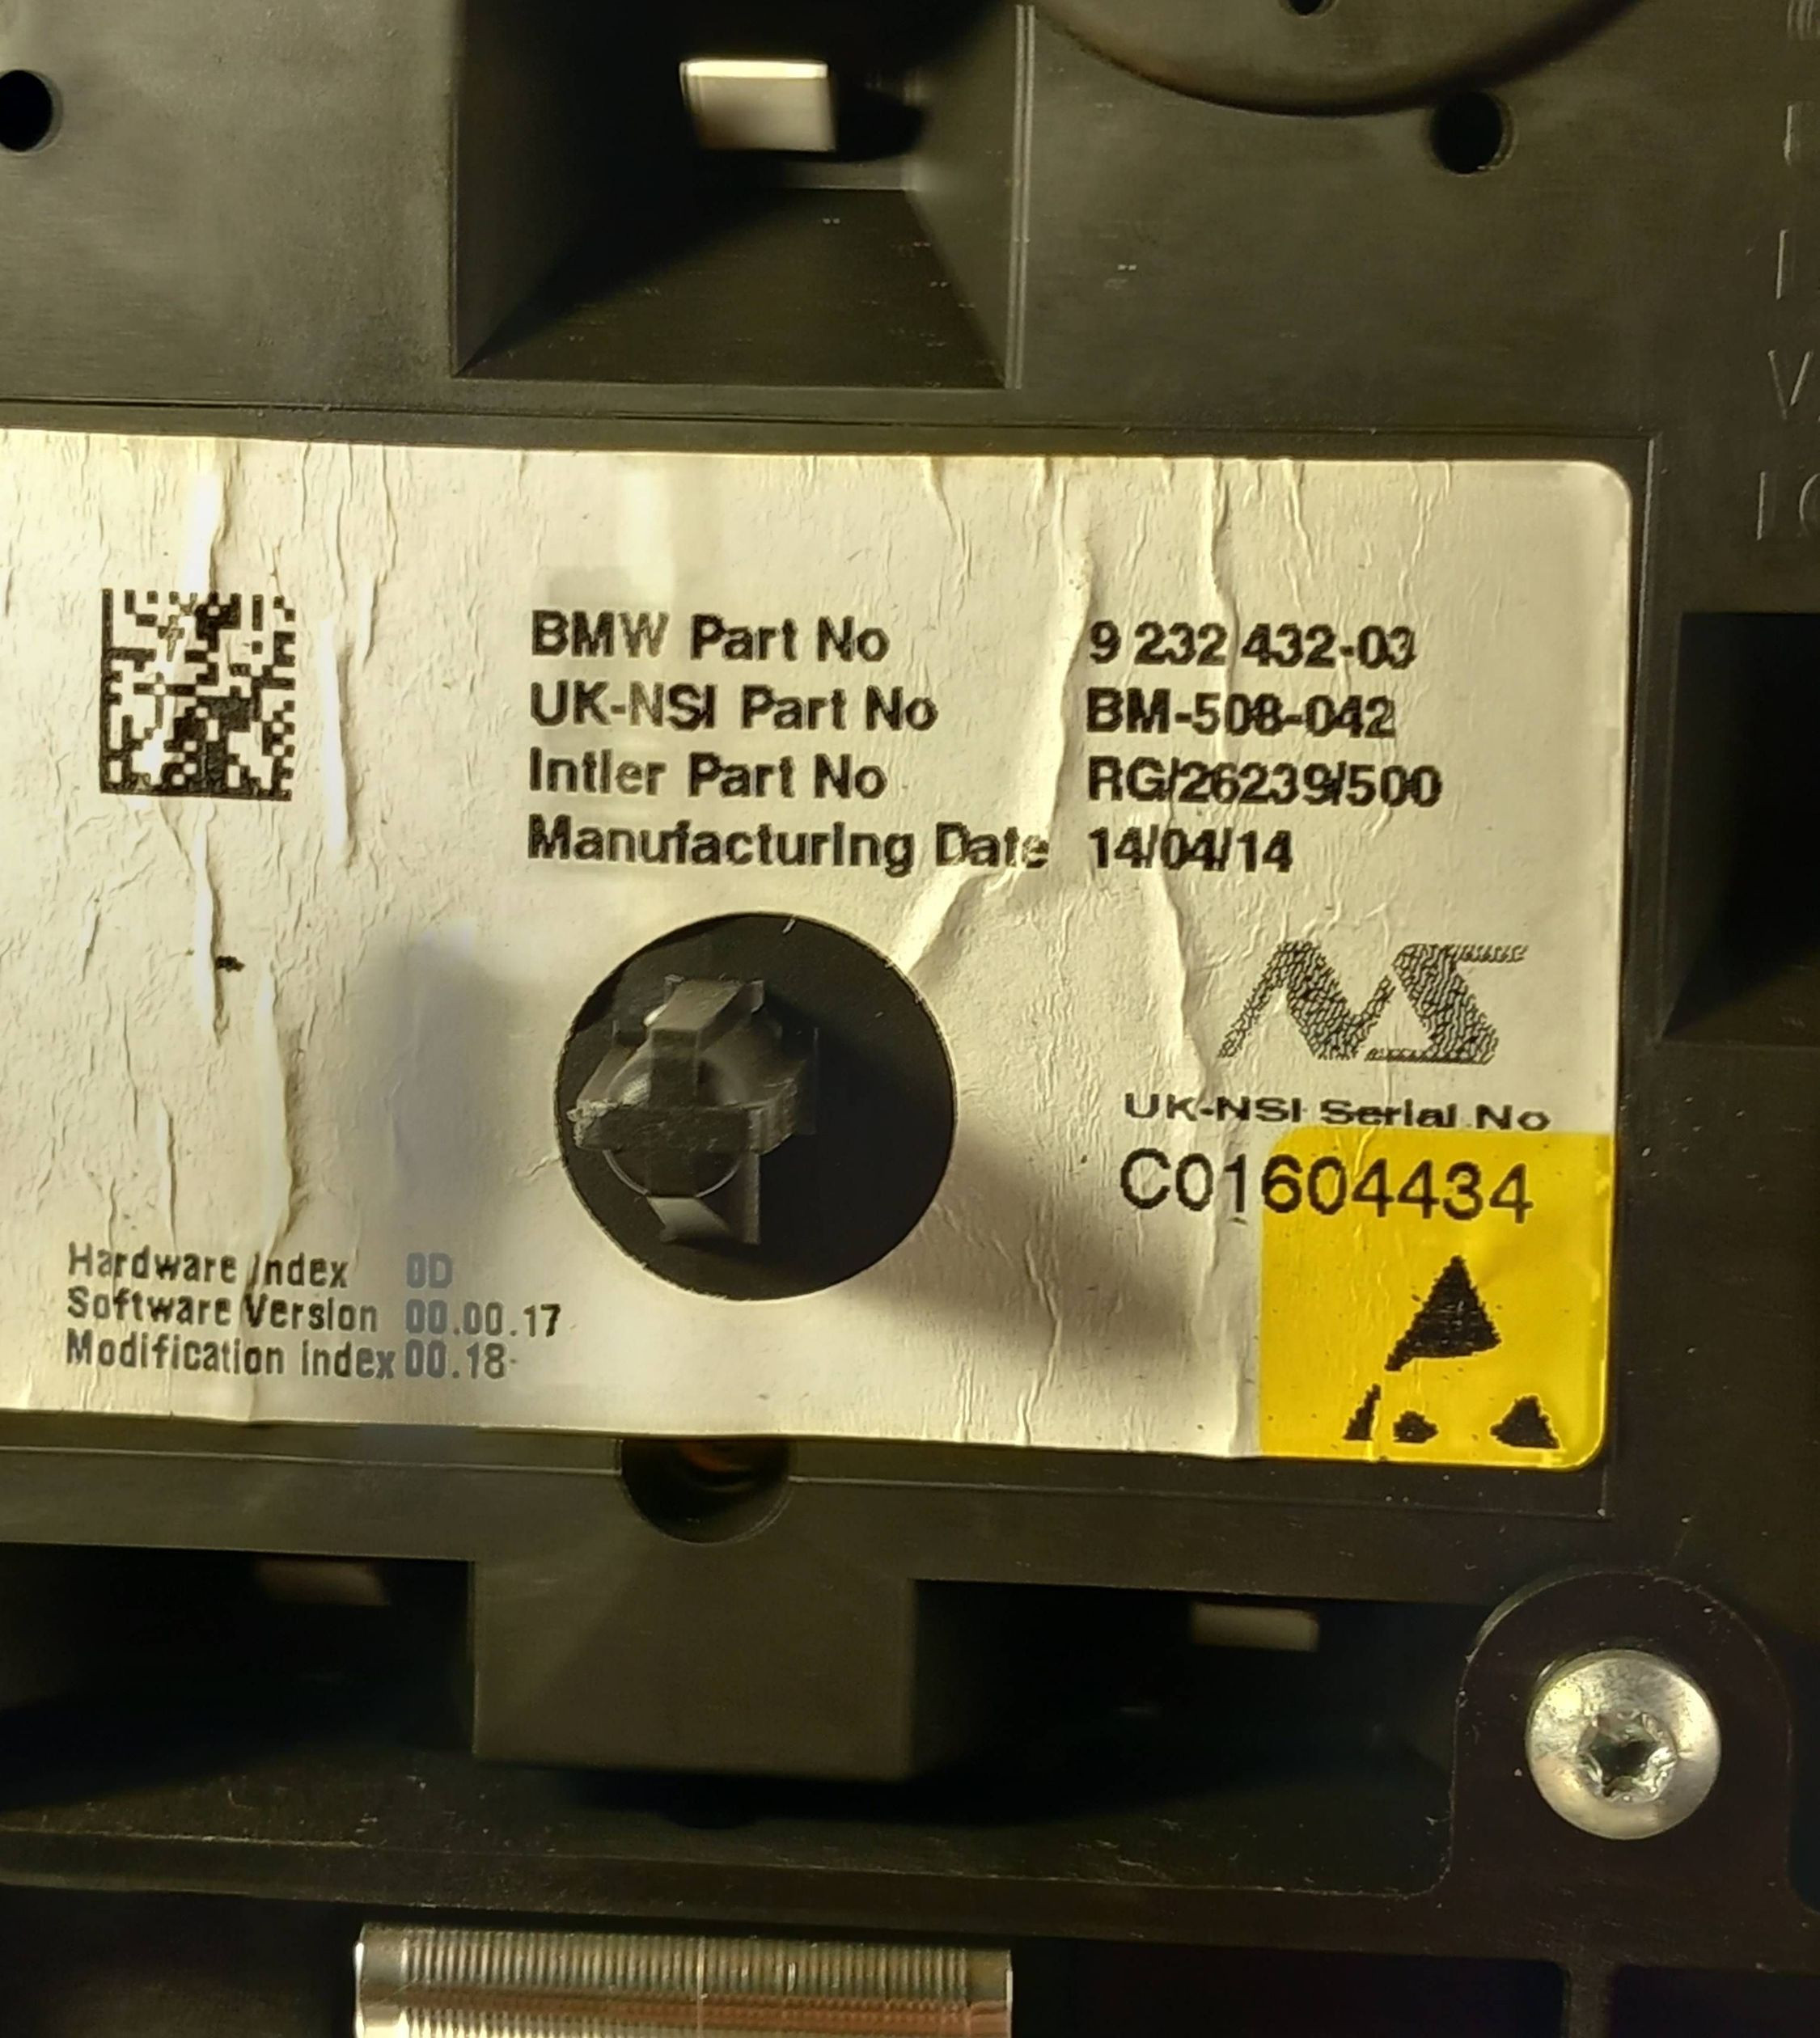 BMW Part No 9 232 432-03
UK-NSI Part No BM-508-042
Intler Part No RG/26239/500
Manufacturing Date 14/04/14
NS
UK-NSI Serial No
C01604434
Hardware Index 0D
Software Version 00.00.17
Modification index 00.18